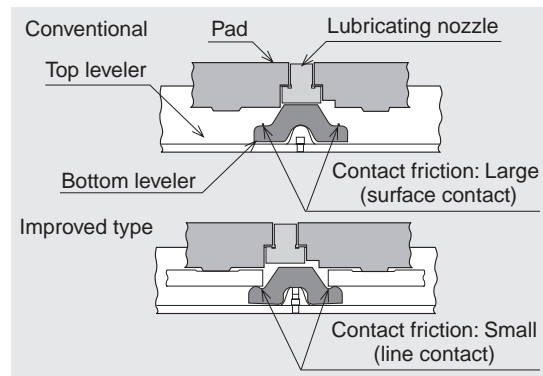 Conventional
Pad
Lubricating nozzle
Top leveler
Bottom leveler
Contact friction: Large
(surface contact)
Improved type
Contact friction: Small
(line contact)